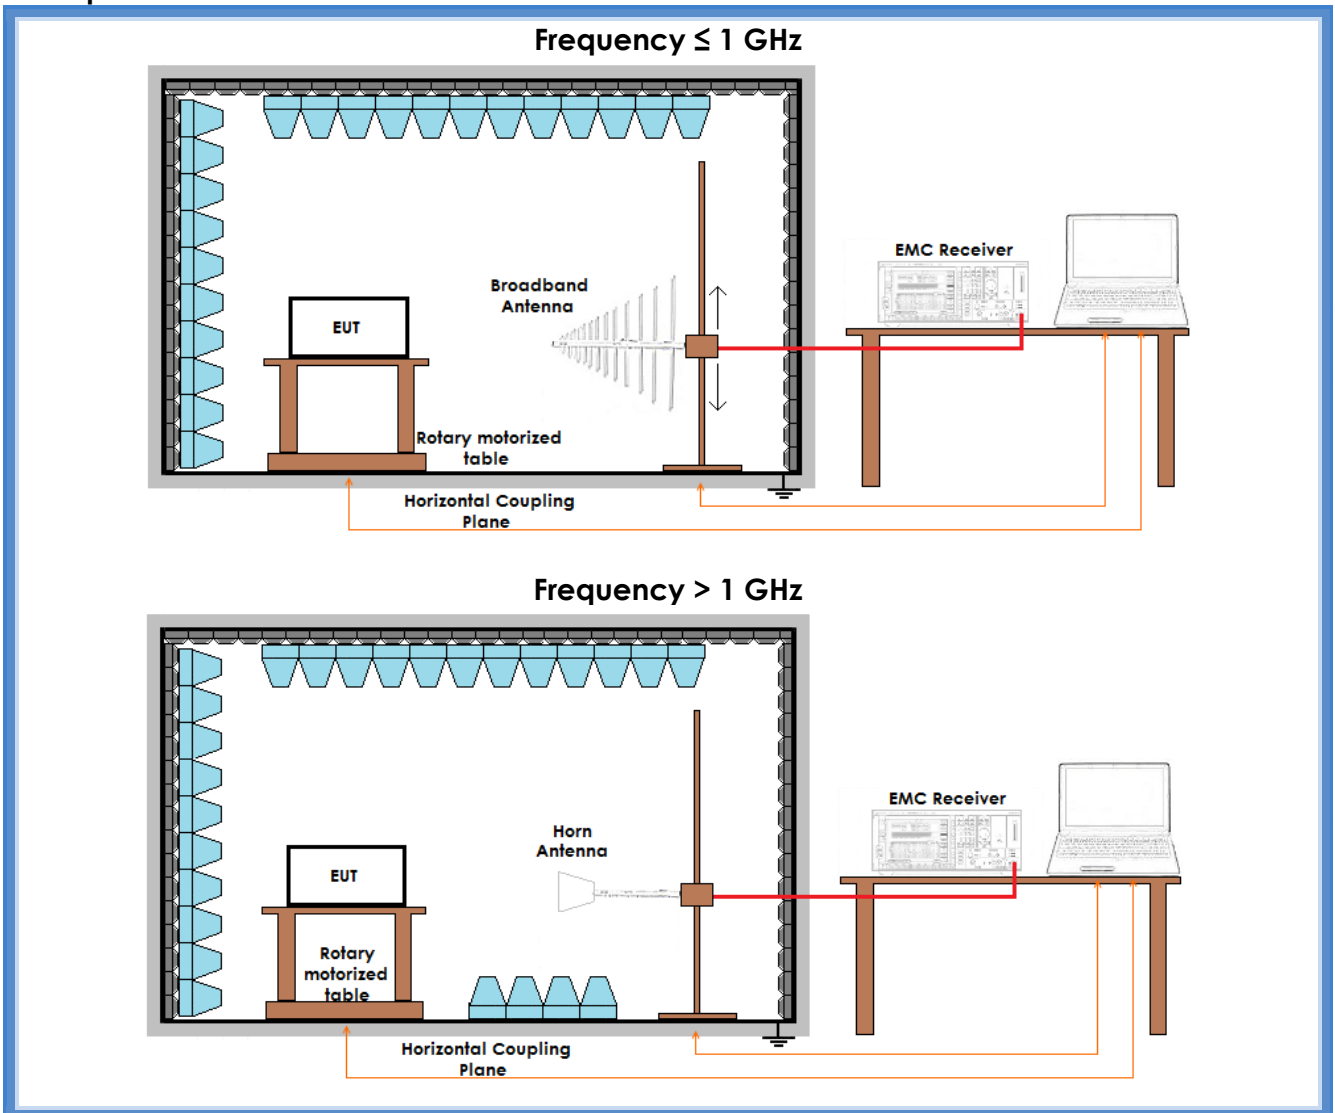 Frequency ≤ 1 GHz
EMC Receiver
Broadband
Antenna
EUT
Rotary motorized
table
Horizontal Coupling
Plane
Frequency > 1 GHz
EMC Receiver
Horn
Antenna
EUT
Rotary
motorized
table
Horizontal Coupling
Plane